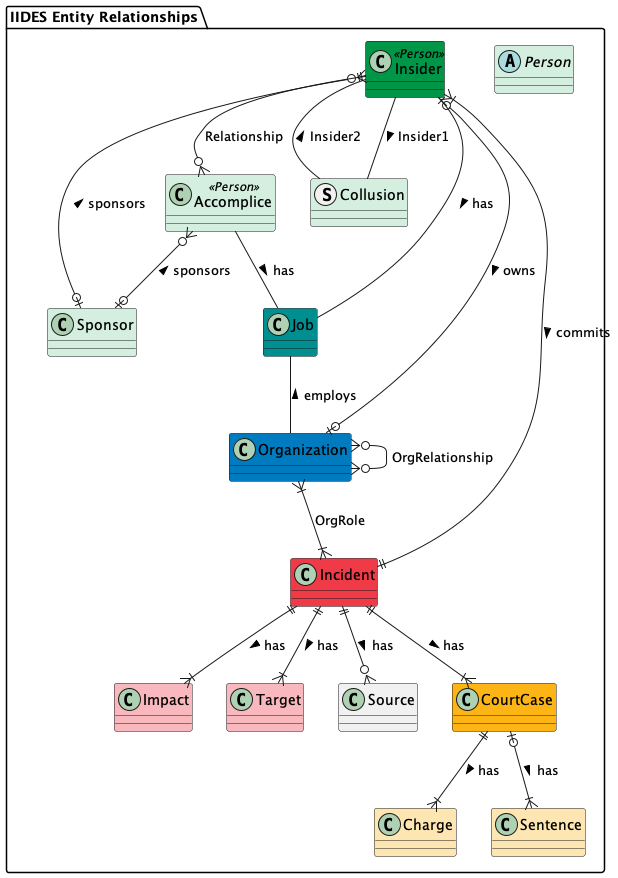 IIDES Entity Relationships
C
«Person»
Insider
A Person
Relationship
Insider2
Insider1
C
«Person»
Accomplice
S Collusion
has
sponsors
has
sponsors
owns
C Sponsor
C Job
commits
employs
C Organization
OrgRelationship
OrgRole
C Incident
has
has
has
has
C Impact
C Target
C Source
C CourtCase
has
has
C Charge
C Sentence